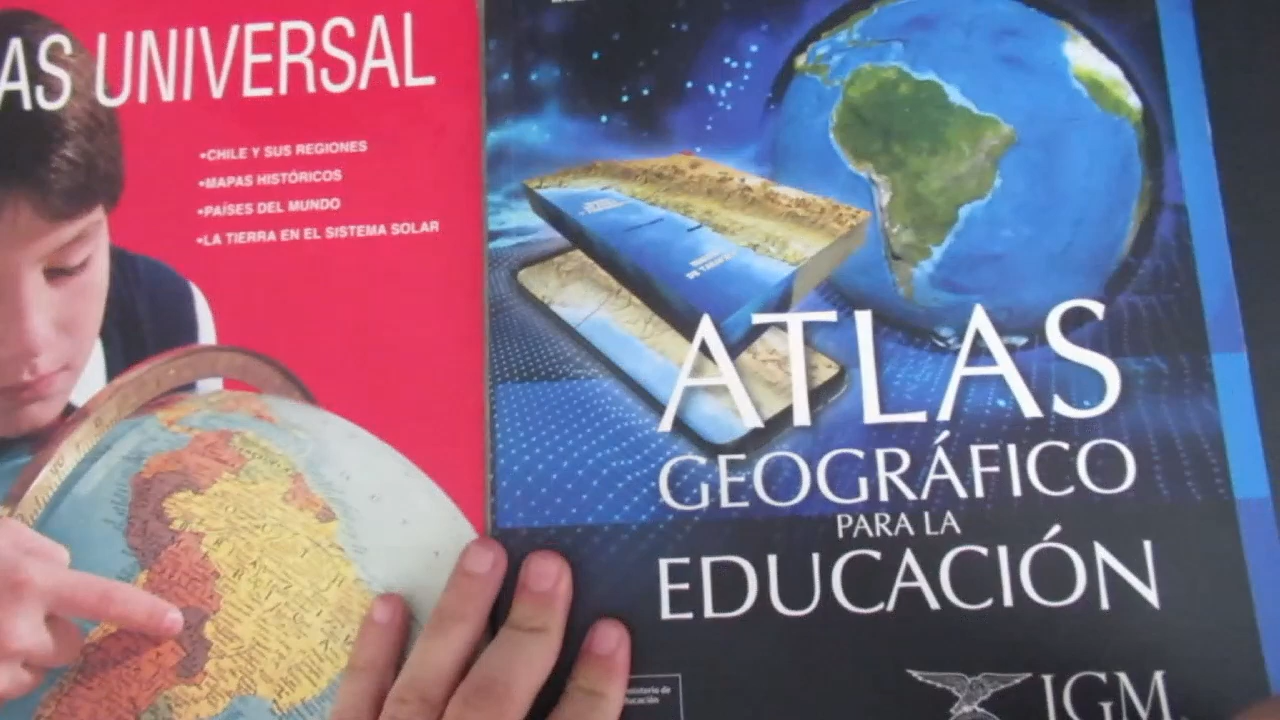 AS UNIVERSAL
•CHILE Y SUS REGIONES
•MAPAS HISTÓRICOS
•PAÍSES DEL MUNDO
•LA TIERRA EN EL SISTEMA SOLAR
ATLAS
GEOGRÁFICO
PARA LA
EDUCACIÓN
IGM